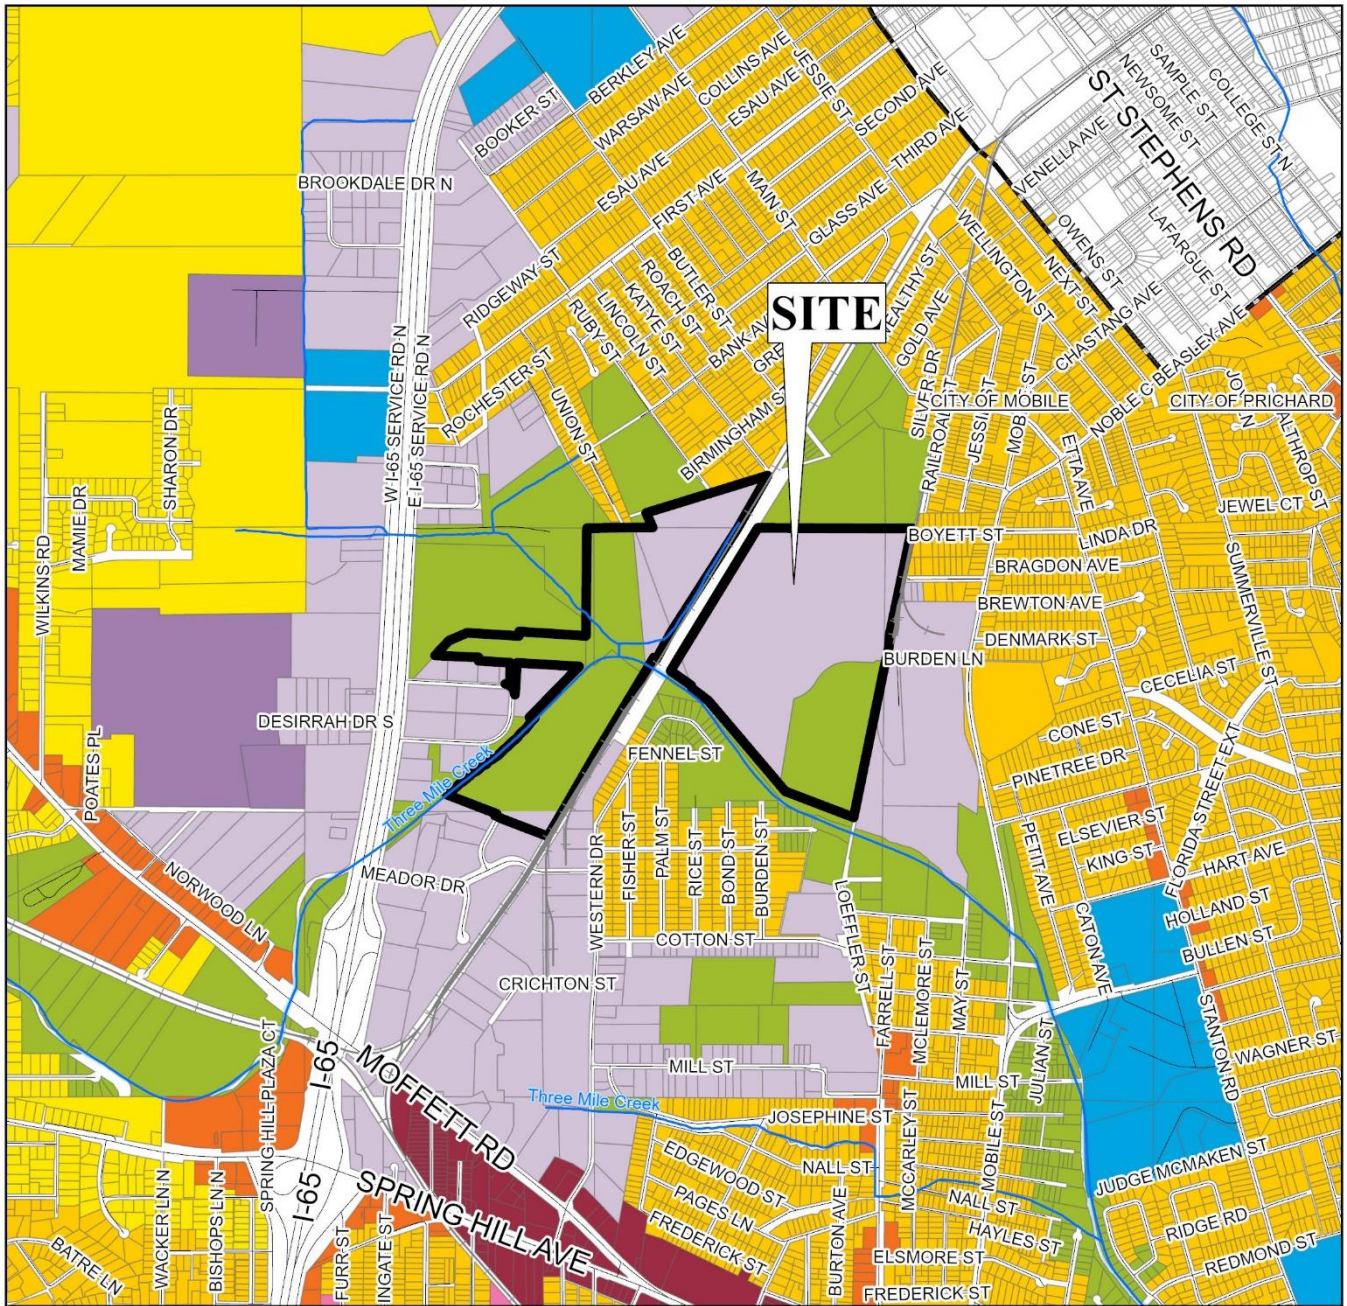 BERKLEY AVE
COLLINS AVE
JESSIE ST
SAMPLE ST
COLLEGE ST N
NEWSOME ST
ST STEPHENS RD
WARSAW AVE
ESAU AVE
SECOND AVE
BOOKER ST
THIRD AVE
VENELLA AVE
BROOKDALE DR N
ESAU AVE
FIRST AVE
MAIN ST
GLASS AVE
WELLINGTON ST
OWENS ST
LAFARGUE ST
NEXT ST
RIDGEWAY ST
BUTLER ST
ROACH ST
KATYE ST
LINCOLN ST
RUBY ST
SITE
EALTHY ST
GOLD AVE
CHASTANG AVE
BANK AV
GRE
W I-65 SERVICE RD N
E I-65 SERVICE RD N
ROCHESTER ST
UNION ST
BIRMINGHAM S
SILVER DR
RAILROAD ST
JESSI
ST
MOB
ST
NOBLE C BEASLEY AVE
CITY OF MOBILE
CITY OF PRICHARD
JO
N
ALTHROP ST
SHARON DR
MAMIE DR
WILKINS RD
ETTA AVE
JEWEL CT
BOYETT ST
LINDA DR
BRAGDON AVE
SUMMERVILLE ST
BREWTON AVE
DENMARK ST
BURDEN LN
CECELIA ST
DESIRRAH DR S
POATES PL
FENNEL ST
CONE ST
PINETREE DR
FLORIDA STREET EXT
Three Mile Creek
WESTERN DR
FISHER ST
PALM ST
RICE ST
BOND ST
BURDEN ST
PETIT AVE
ELSEVIER ST
KING ST
HART AVE
MEADOR DR
NORWOOD LN
LOEFFLER ST
CATON AVE
HOLLAND ST
BULLEN ST
COTTON ST
FARRELL ST
MCLEMORE ST
MAY ST
CRICHTON ST
STANTON RD
WAGNER ST
SPRING HILL PLAZA CT
I-65
MOFFETT RD
MILL ST
MILL ST
JULIAN ST
Three Mile Creek
JOSEPHINE ST
MCCARLEY ST
MOBILE ST
EDGEWOOD ST
NALL ST
NALL ST
JUDGE MCMAKEN ST
WACKER LN N
BISHOPS LN N
I-65
SPRING HILL AVE
PAGES LN
FREDERICK ST
BURTON AVE
HAYLES ST
RIDGE RD
REDMOND ST
BATRE LN
FURR ST
INGATE ST
ELSMORE ST
FREDERICK ST